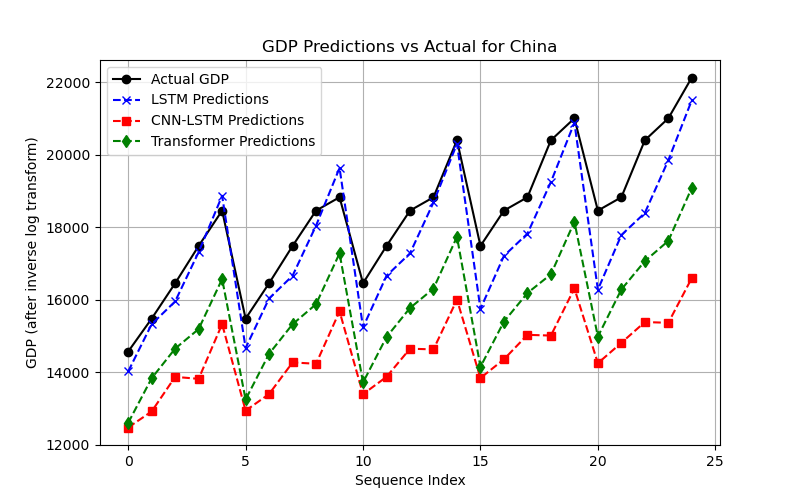 GDP Predictions vs Actual for China
Actual GDP
LSTM Predictions
CNN-LSTM Predictions
Transformer Predictions
GDP (after inverse log transform)
22000
20000
18000
16000
14000
12000
0 5 10 15 20 25
Sequence Index